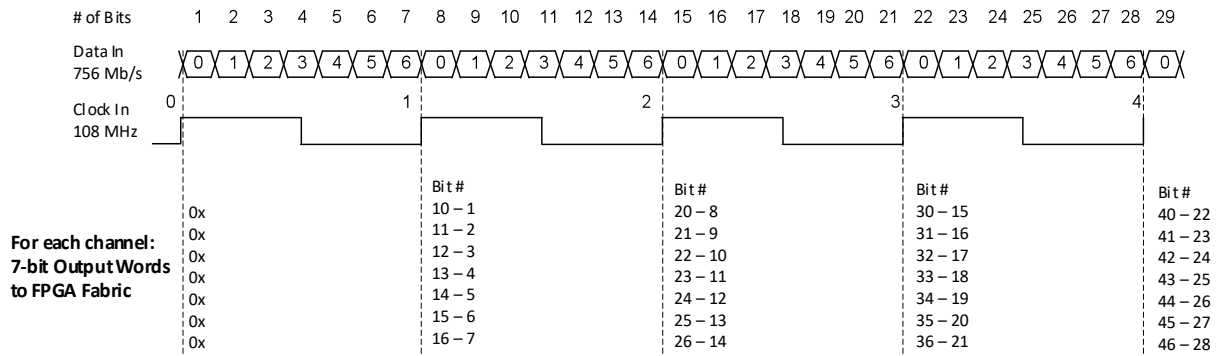 # of Bits 1 2 3 4 5 6 7 8 9 10 11 12 13 14 15 16 17 18 19 20 21 22 23 24 25 26 27 28 29
Data In
756 Mb/s
0 1 2 3 4 5 6 0 1 2 3 4 5 6 0 1 2 3 4 5 6 0 1 2 3 4 5 6 0
Clock In
108 MHz
0 1 2 3 4
For each channel:
7-bit Output Words
to FPGA Fabric
0x
0x
0x
0x
0x
0x
0x
Bit #
10 – 1
11 – 2
12 – 3
13 – 4
14 – 5
15 – 6
16 – 7
Bit #
20 – 8
21 – 9
22 – 10
23 – 11
24 – 12
25 – 13
26 – 14
Bit #
30 – 15
31 – 16
32 – 17
33 – 18
34 – 19
35 – 20
36 – 21
Bit #
40 – 22
41 – 23
42 – 24
43 – 25
44 – 26
45 – 27
46 – 28